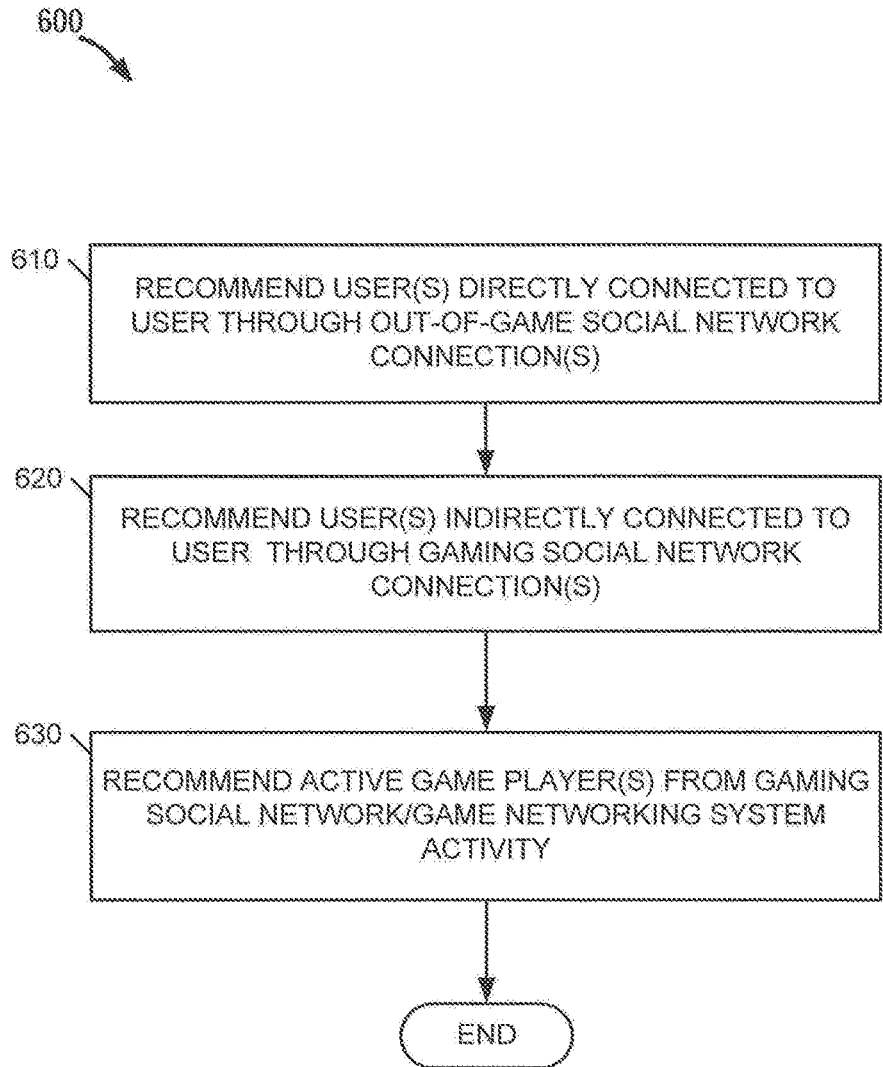 600
610
RECOMMEND USER(S) DIRECTLY CONNECTED TO
USER THROUGH OUT-OF-GAME SOCIAL NETWORK
CONNECTION(S)
620
RECOMMEND USER(S) INDIRECTLY CONNECTED TO
USER THROUGH GAMING SOCIAL NETWORK
CONNECTION(S)
630
RECOMMEND ACTIVE GAME PLAYER(S) FROM GAMING
SOCIAL NETWORK/GAME NETWORKING SYSTEM
ACTIVITY
END